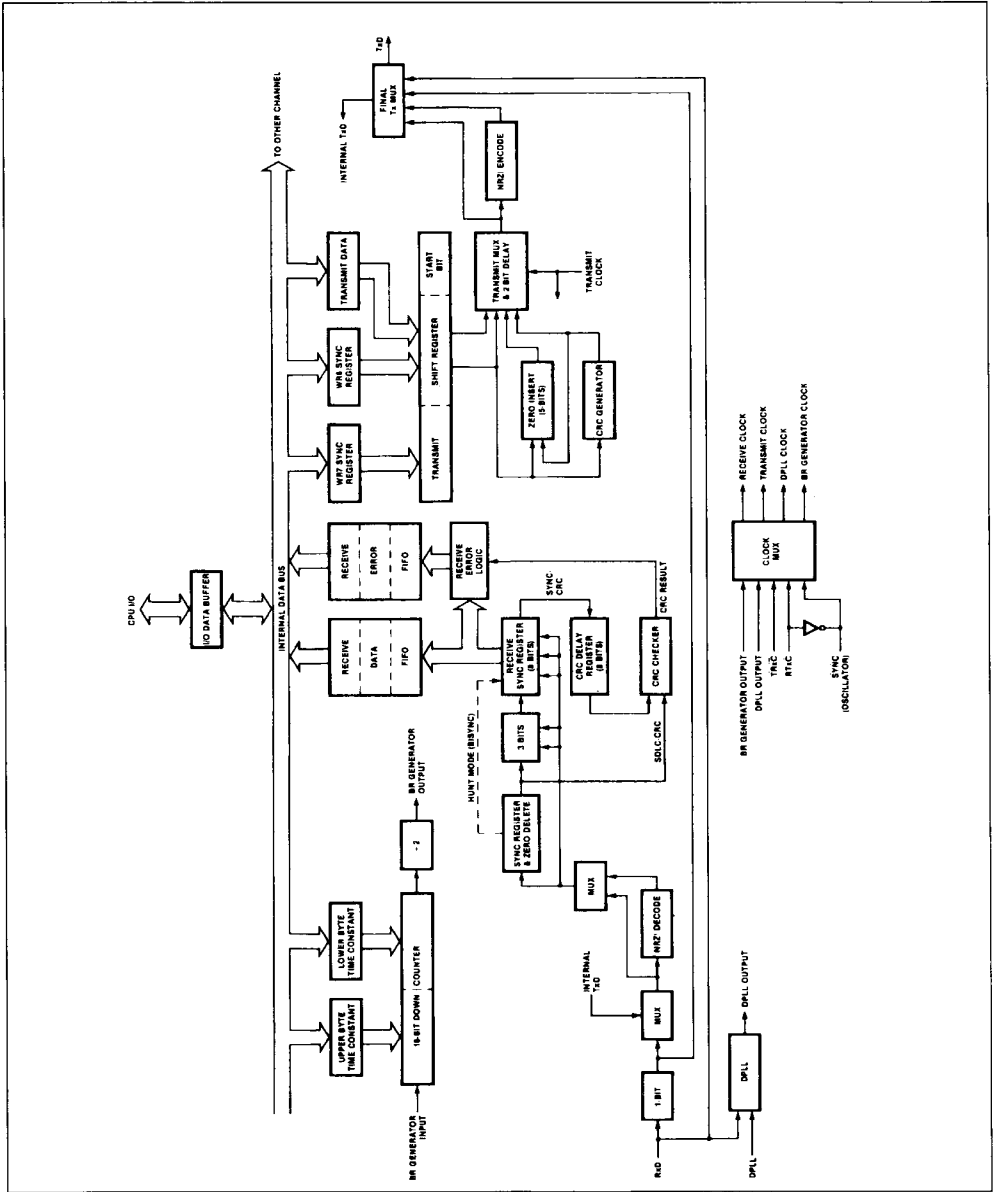 CPU I/O
I/O DATA BUFFER
INTERNAL DATA BUS
TO OTHER CHANNEL
UPPER BYTE
TIME CONSTANT
LOWER BYTE
TIME CONSTANT
16-BIT DOWN COUNTER
BR GENERATOR
INPUT
÷ 2
BR GENERATOR
OUTPUT
RECEIVE
DATA
FIFO
RECEIVE
ERROR
FIFO
RECEIVE
ERROR
LOGIC
WR7 SYNC
REGISTER
WR6 SYNC
REGISTER
TRANSMIT DATA
TRANSMIT
SHIFT REGISTER
START
BIT
TRANSMIT MUX
& 2 BIT DELAY
TRANSMIT
CLOCK
ZERO INSERT
(5-BITS)
CRC GENERATOR
NRZI ENCODE
INTERNAL TxD
FINAL
Tx MUX
TxD
HUNT MODE (BISYNC)
SYNC REGISTER
& ZERO DELETE
3 BITS
RECEIVE
SYNC REGISTER
(8 BITS)
SYNC-
CRC
CRC DELAY
REGISTER
(8 BITS)
CRC CHECKER
CRC RESULT
SDLC-CRC
RxD
1-BIT
INTERNAL
TxD
MUX
NRZI DECODE
MUX
DPLL
DPLL
DPLL OUTPUT
BR GENERATOR OUTPUT
DPLL OUTPUT
TRxC
RTxC
SYNC
(OSCILLATOR)
CLOCK
MUX
RECEIVE CLOCK
TRANSMIT CLOCK
DPLL CLOCK
BR GENERATOR CLOCK